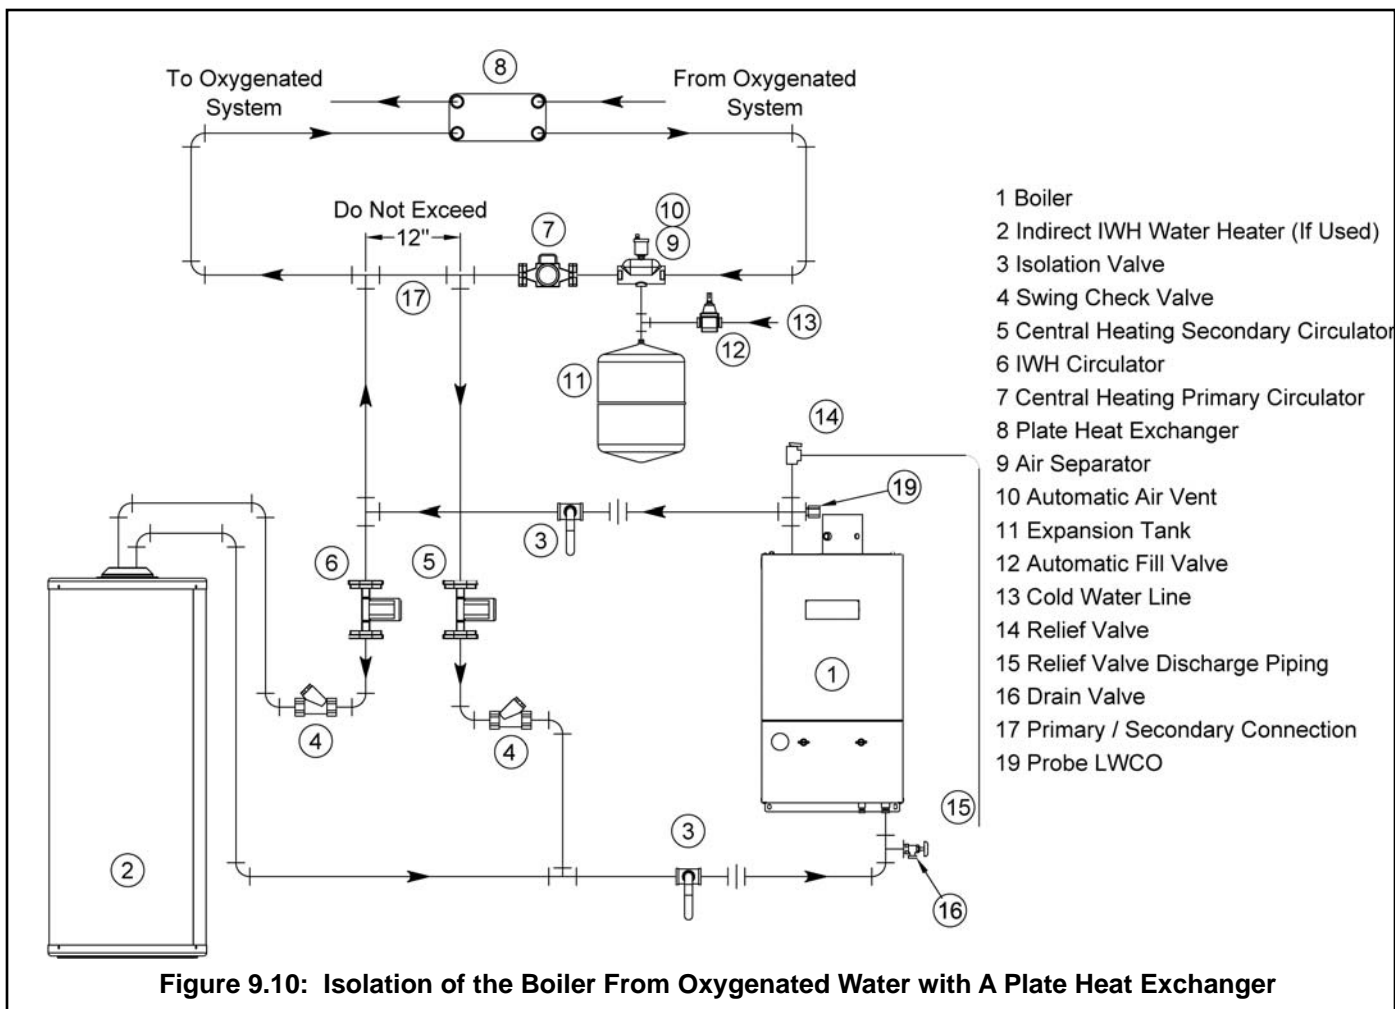 8
To Oxygenated
System
From Oxygenated
System
Do Not Exceed
12"
7
10
9
17
13
12
11
14
19
3
6
5
1
4
4
15
3
2
16
1 Boiler
2 Indirect IWH Water Heater (If Used)
3 Isolation Valve
4 Swing Check Valve
5 Central Heating Secondary Circulator
6 IWH Circulator
7 Central Heating Primary Circulator
8 Plate Heat Exchanger
9 Air Separator
10 Automatic Air Vent
11 Expansion Tank
12 Automatic Fill Valve
13 Cold Water Line
14 Relief Valve
15 Relief Valve Discharge Piping
16 Drain Valve
17 Primary / Secondary Connection
19 Probe LWCO
Figure 9.10: Isolation of the Boiler From Oxygenated Water with A Plate Heat Exchanger